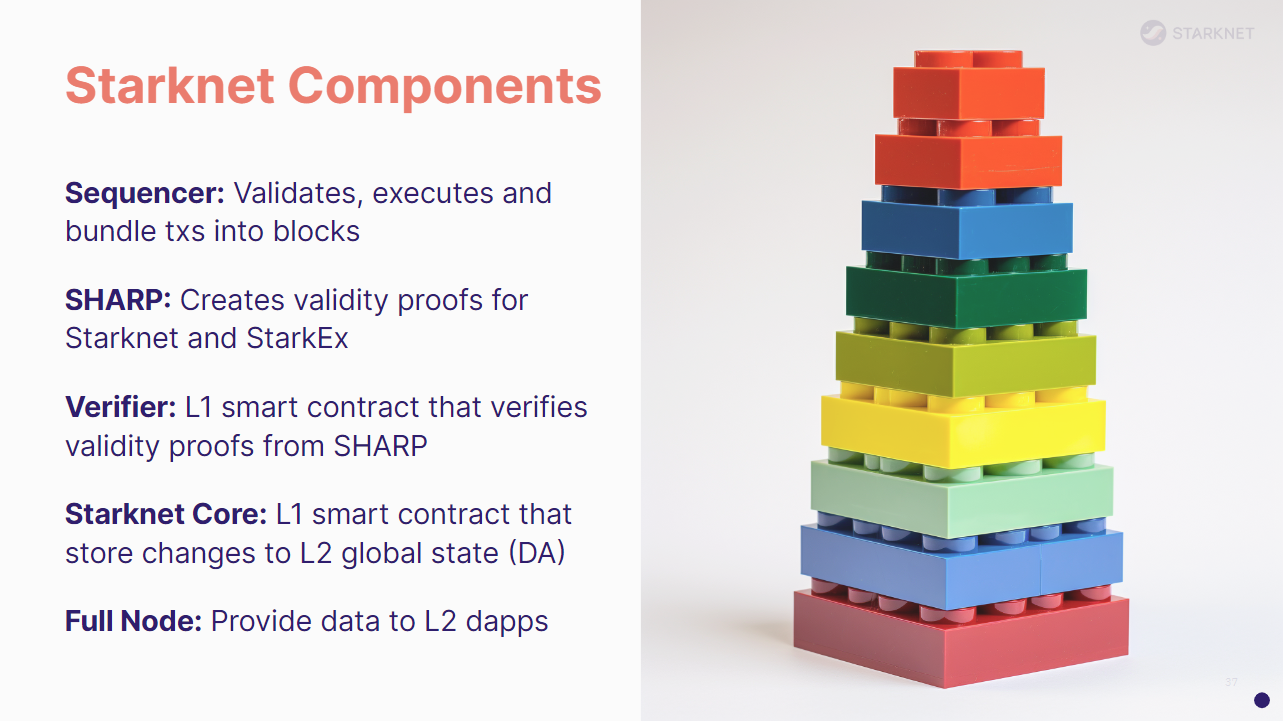 STARKNET
Starknet Components
Sequencer: Validates, executes and
bundle txs into blocks
SHARP: Creates validity proofs for
Starknet and StarkEx
Verifier: L1 smart contract that verifies
validity proofs from SHARP
Starknet Core: L1 smart contract that
store changes to L2 global state (DA)
Full Node: Provide data to L2 dapps
37